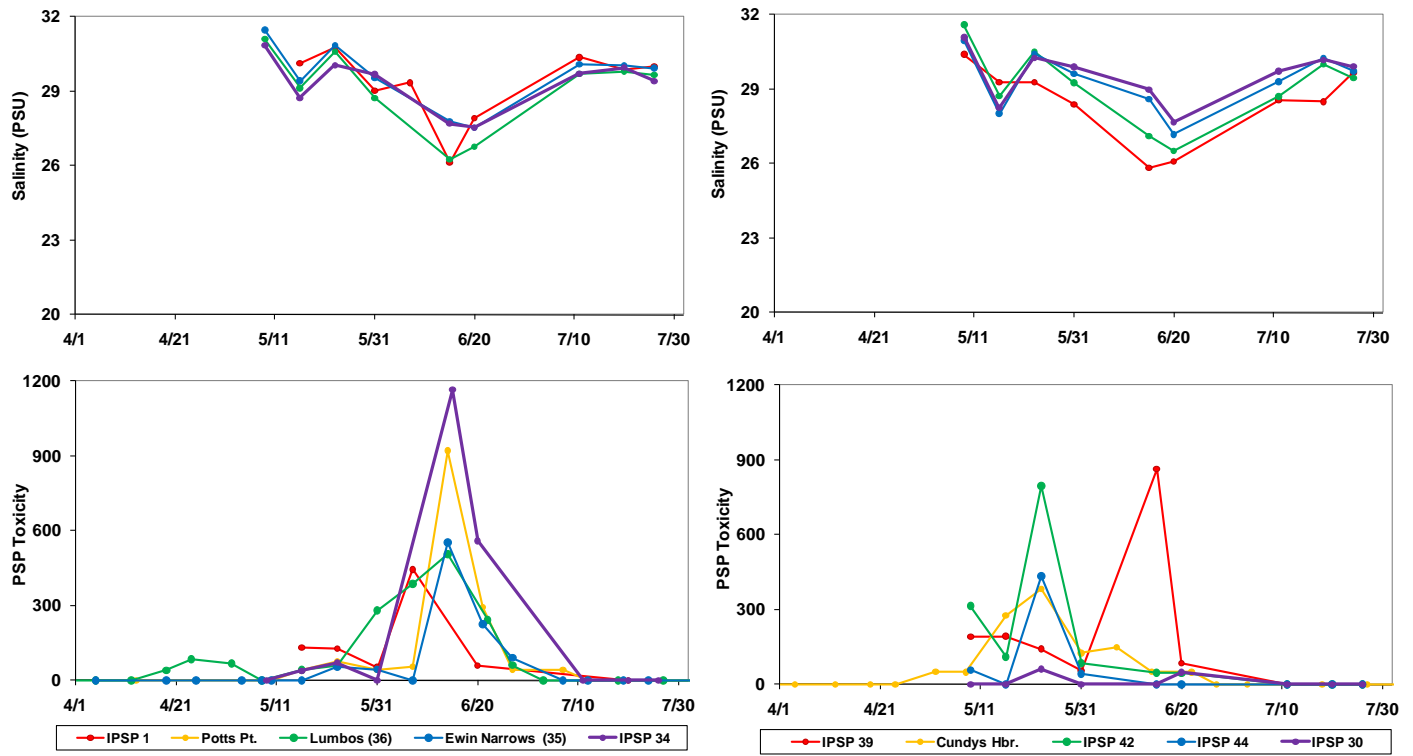 Salinity (PSU)
32
29
26
23
20
4/1 4/21 5/11 5/31 6/20 7/10 7/30
Salinity (PSU)
32
29
26
23
20
4/1 4/21 5/11 5/31 6/20 7/10 7/30
PSP Toxicity
1200
900
600
300
0
4/1 4/21 5/11 5/31 6/20 7/10 7/30
IPSP 1 Potts Pt. Lumbos (36) Ewin Narrows (35) IPSP 34
PSP Toxicity
1200
900
600
300
0
4/1 4/21 5/11 5/31 6/20 7/10 7/30
IPSP 39 Cundys Hbr. IPSP 42 IPSP 44 IPSP 30